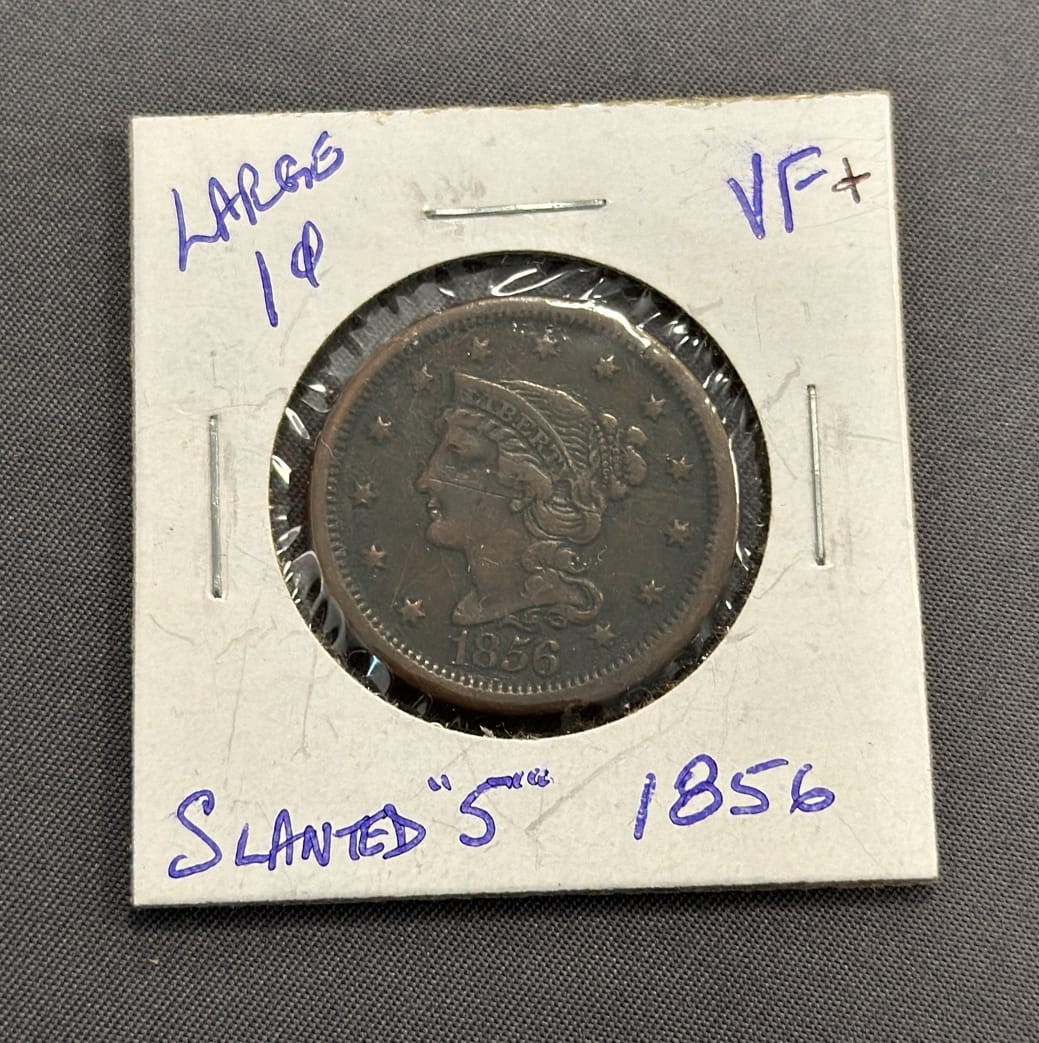 LARGE
1¢
VF+
LIBERTY
1856
SLANTED "5"
1856